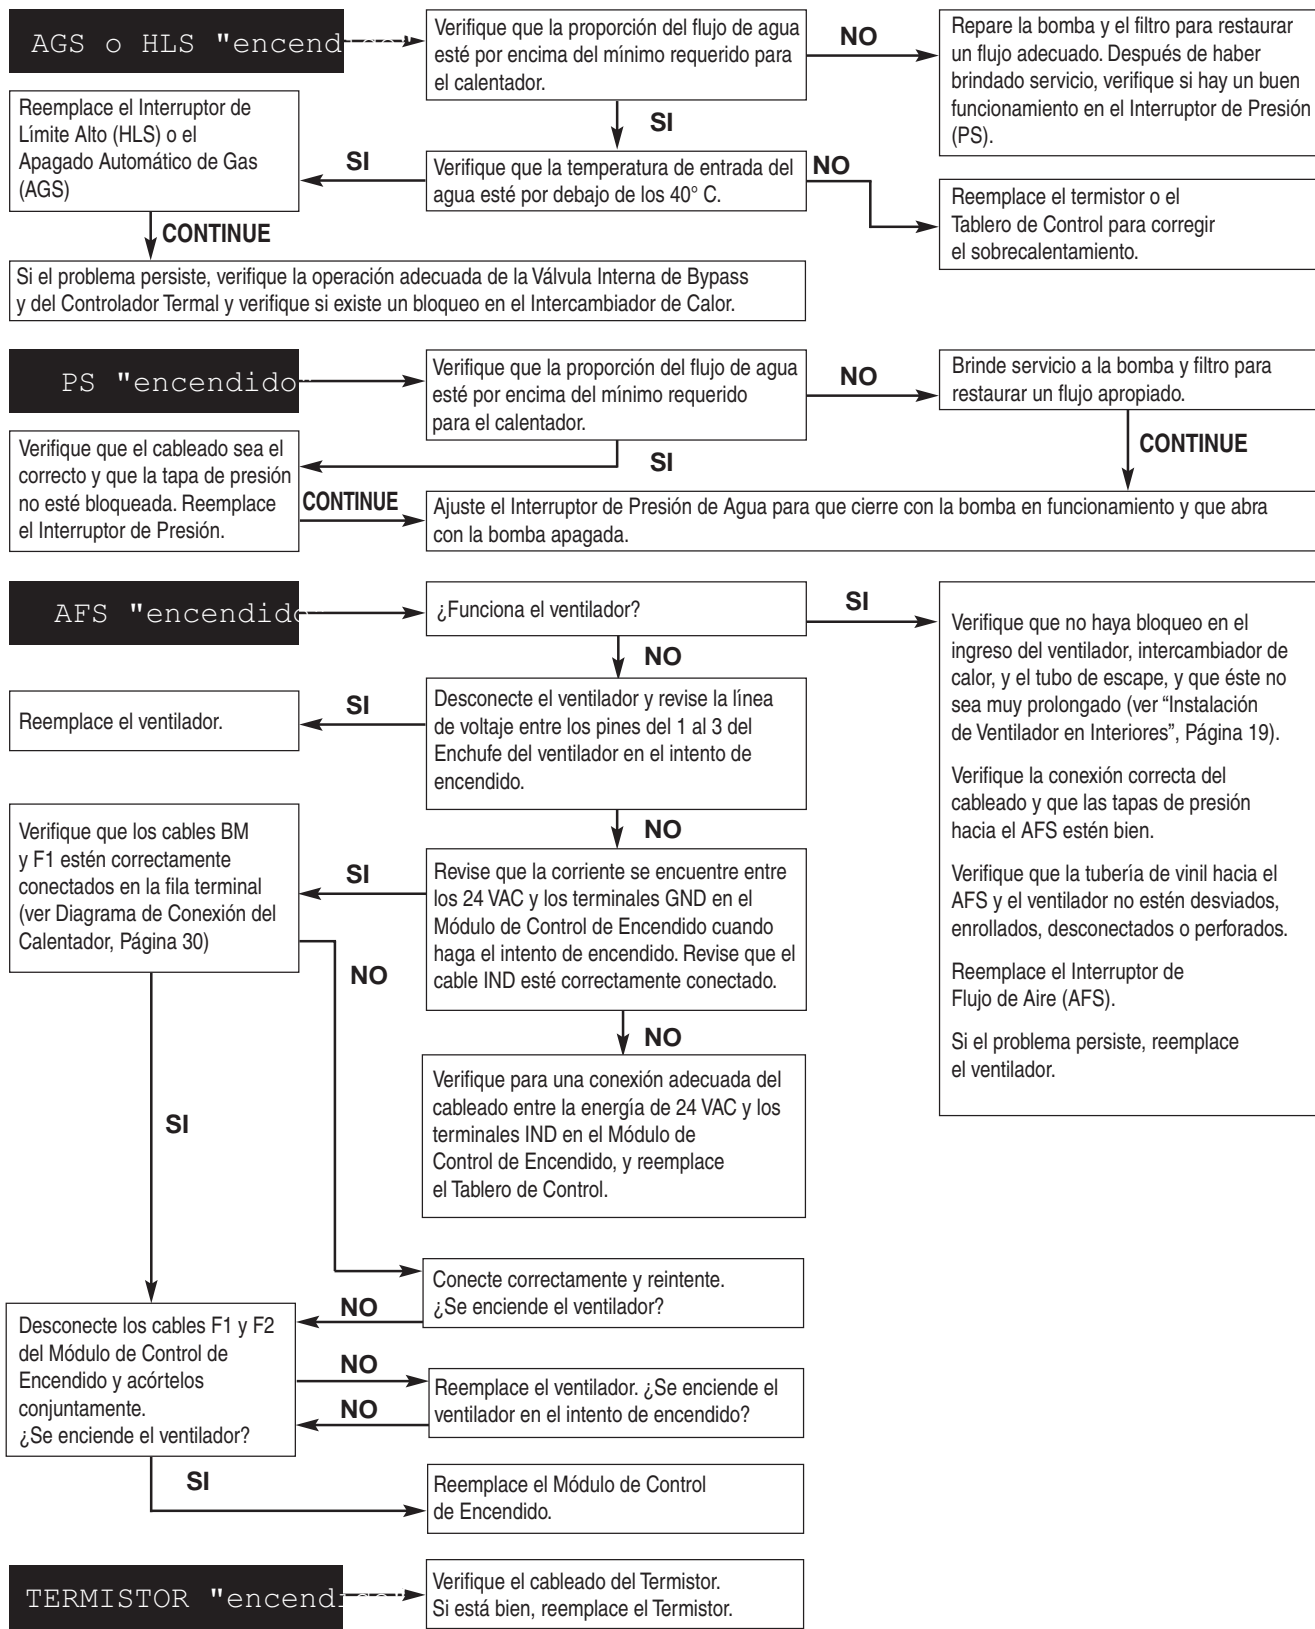 AGS o HLS "encendido"
Verifique que la proporción del flujo de agua
esté por encima del mínimo requerido para
el calentador.
NO
Repare la bomba y el filtro para restaurar
un flujo adecuado. Después de haber
brindado servicio, verifique si hay un buen
funcionamiento en el Interruptor de Presión
(PS).
SI
Reemplace el Interruptor de
Límite Alto (HLS) o el
Apagado Automático de Gas
(AGS)
SI
Verifique que la temperatura de entrada del
agua esté por debajo de los 40° C.
NO
Reemplace el termistor o el
Tablero de Control para corregir
el sobrecalentamiento.
CONTINUE
Si el problema persiste, verifique la operación adecuada de la Válvula Interna de Bypass
y del Controlador Termal y verifique si existe un bloqueo en el Intercambiador de Calor.
PS "encendido"
Verifique que la proporción del flujo de agua
esté por encima del mínimo requerido
para el calentador.
NO
Brinde servicio a la bomba y filtro para
restaurar un flujo apropiado.
CONTINUE
SI
Verifique que el cableado sea el
correcto y que la tapa de presión
no esté bloqueada. Reemplace
el Interruptor de Presión.
CONTINUE
Ajuste el Interruptor de Presión de Agua para que cierre con la bomba en funcionamiento y que abra
con la bomba apagada.
AFS "encendido"
¿Funciona el ventilador?
SI
Verifique que no haya bloqueo en el
ingreso del ventilador, intercambiador de
calor, y el tubo de escape, y que éste no
sea muy prolongado (ver “Instalación
de Ventilador en Interiores”, Página 19).
Verifique la conexión correcta del
cableado y que las tapas de presión
hacia el AFS estén bien.
Verifique que la tubería de vinil hacia el
AFS y el ventilador no estén desviados,
enrollados, desconectados o perforados.
Reemplace el Interruptor de
Flujo de Aire (AFS).
Si el problema persiste, reemplace
el ventilador.
NO
Reemplace el ventilador.
SI
Desconecte el ventilador y revise la línea
de voltaje entre los pines del 1 al 3 del
Enchufe del ventilador en el intento de
encendido.
NO
Verifique que los cables BM
y F1 estén correctamente
conectados en la fila terminal
(ver Diagrama de Conexión del
Calentador, Página 30)
SI
Revise que la corriente se encuentre entre
los 24 VAC y los terminales GND en el
Módulo de Control de Encendido cuando
haga el intento de encendido. Revise que el
cable IND esté correctamente conectado.
NO
NO
Verifique para una conexión adecuada del
cableado entre la energía de 24 VAC y los
terminales IND en el Módulo de
Control de Encendido, y reemplace
el Tablero de Control.
SI
Conecte correctamente y reintente.
¿Se enciende el ventilador?
NO
Desconecte los cables F1 y F2
del Módulo de Control de
Encendido y acórtelos
conjuntamente.
¿Se enciende el ventilador?
NO
NO
Reemplace el ventilador. ¿Se enciende el
ventilador en el intento de encendido?
SI
Reemplace el Módulo de Control
de Encendido.
TERMISTOR "encendido"
Verifique el cableado del Termistor.
Si está bien, reemplace el Termistor.